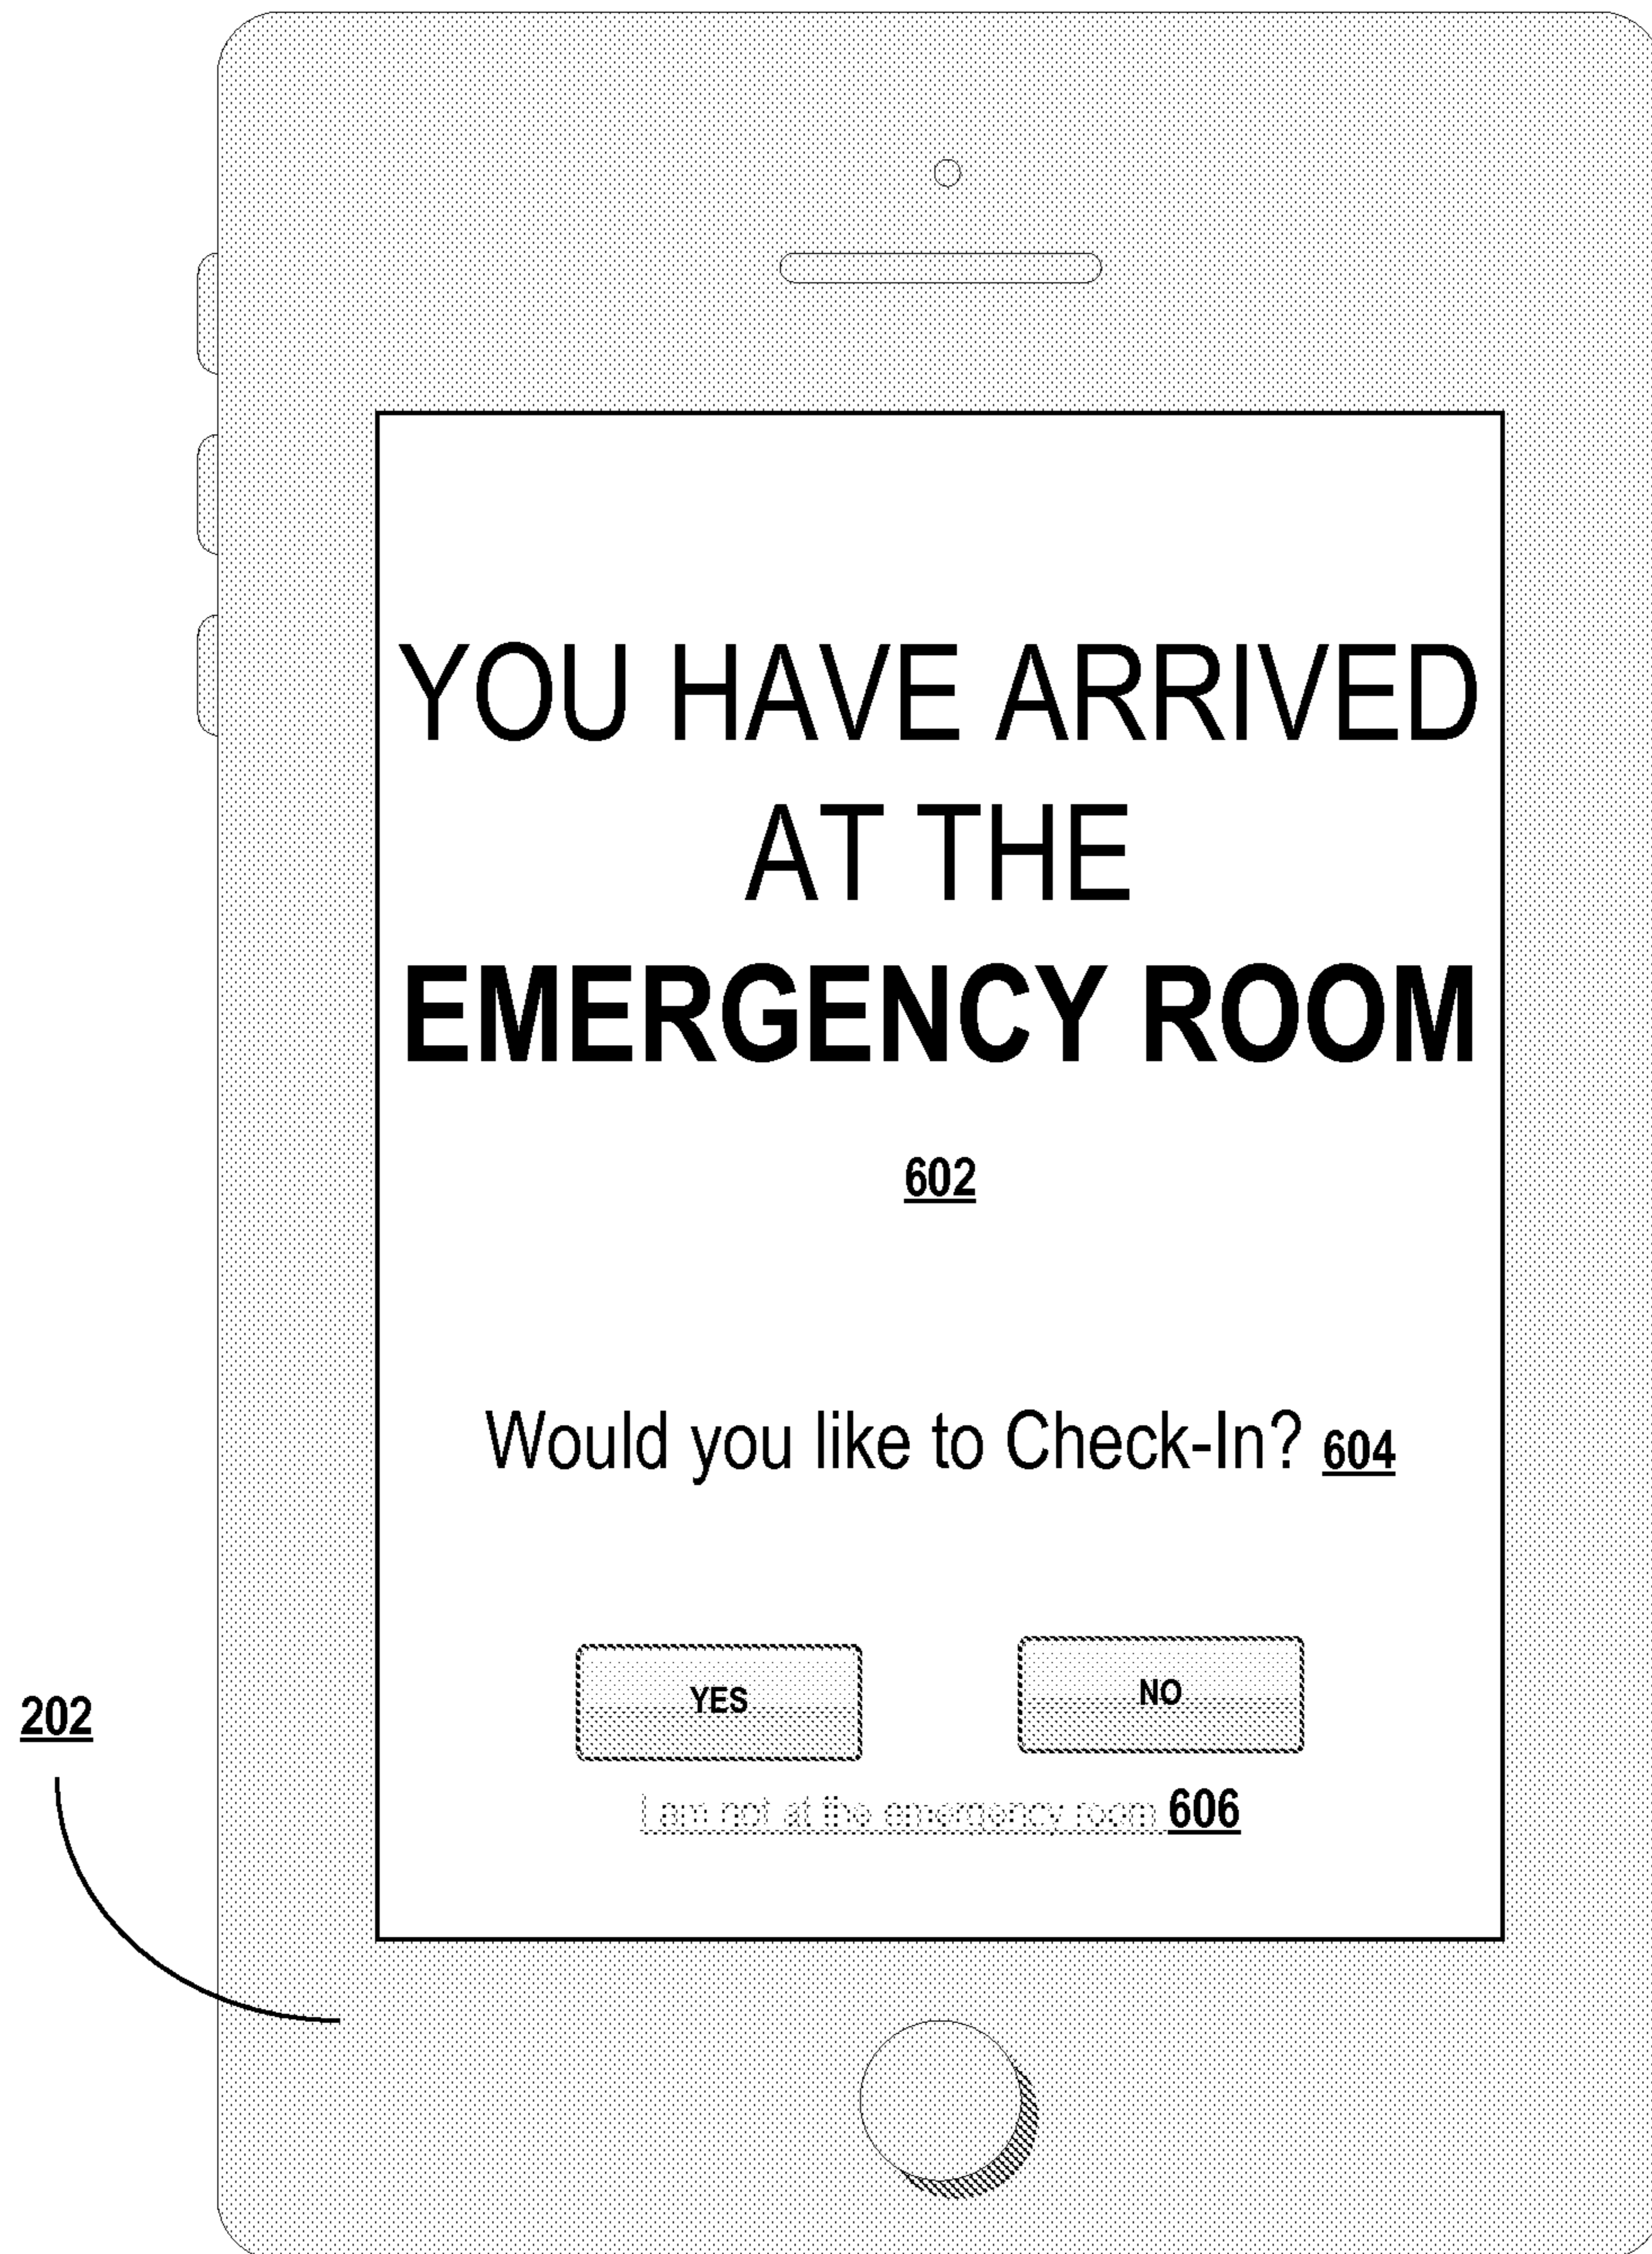 YOU HAVE ARRIVED
AT THE
EMERGENCY ROOM
602
Would you like to Check-In? 604
YES NO
I am not at the emergency room 606
202